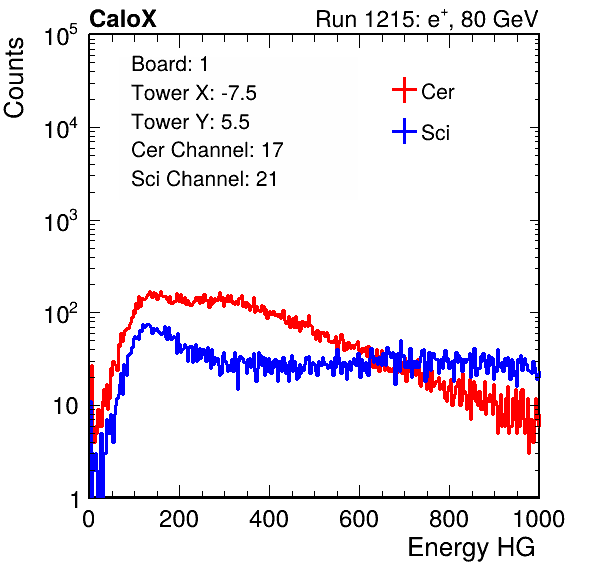 CaloX Run 1215: e⁺, 80 GeV
Counts
10⁵
10⁴
10³
10²
10
1
Board: 1
Tower X: -7.5
Tower Y: 5.5
Cer Channel: 17
Sci Channel: 21
Cer
Sci
0 200 400 600 800 1000
Energy HG